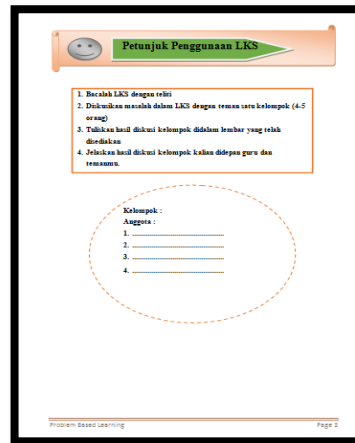 Petunjuk Penggunaan LKS
1. Bacalah LKS dengan teliti
2. Diskusikan masalah dalam LKS dengan teman satu kelompok (4-5
orang)
3. Tuliskan hasil diskusi kelompok didalam lembar yang telah
disediakan
4. Jelaskan hasil diskusi kelompok kalian didepan guru dan
temanmu.
Kelompok :
Anggota :
1. ................................................
2. ................................................
3. ................................................
4. ................................................
Problem Based Learning Page 3